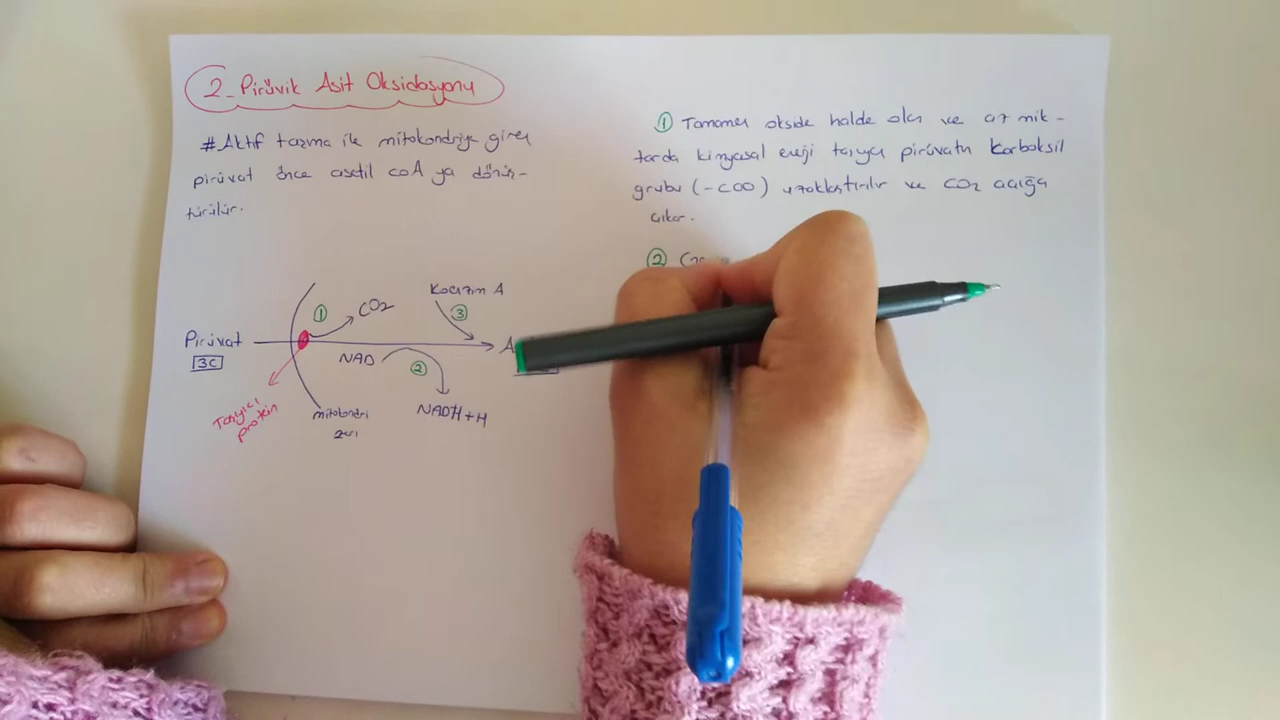 2_ Pirüvik Asit Oksidasyonu
#Aktif taşıma ile mitokondriye giren
pirüvat önce asetil coA ya dönüş-
türülür.
1 Tamamen okside halde olan ve az mik-
tarda kimyasal enerji taşıyan pirüvatın karboksil
grubu (-COO) uzaklaştırılır ve CO2 açığa
çıkar.
2
1 CO2
Koenzim A
3
Pirüvat
3C
NAD
2
NADH+H
Taşıyıcı
protein
mitokondri
zarı